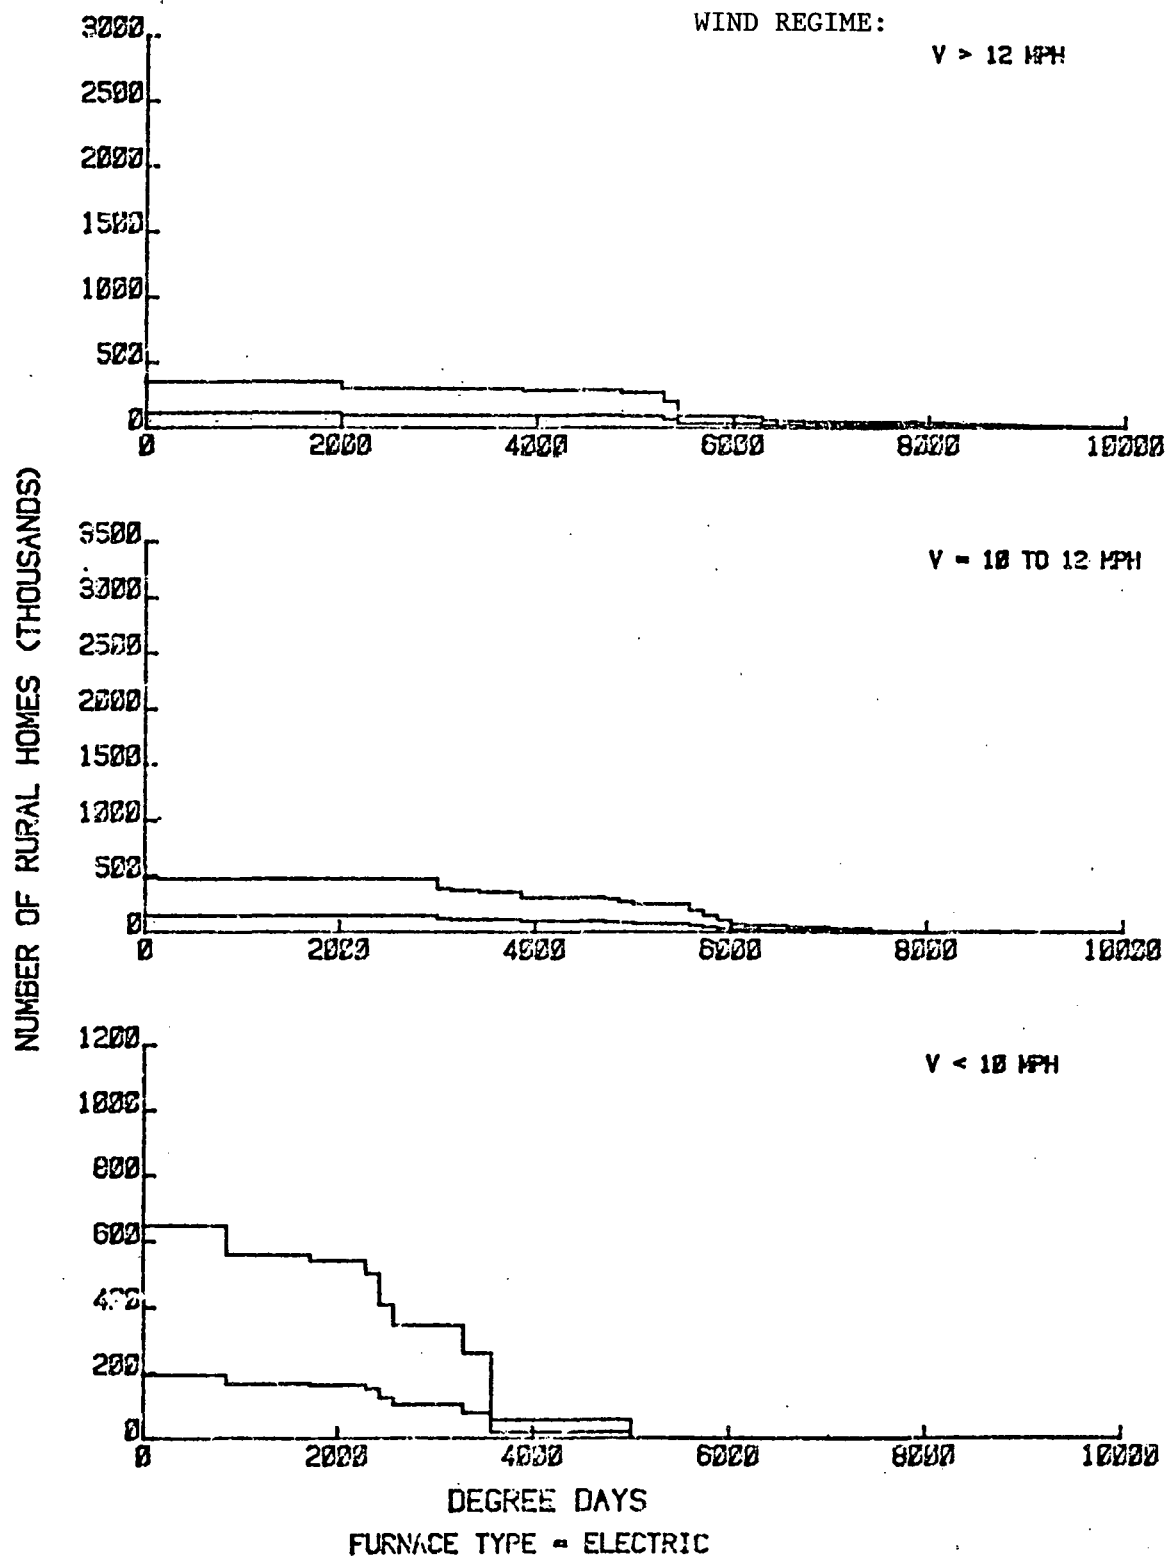 WIND REGIME:
V > 12 MPH
3000
2500
2000
1500
1000
500
0
0 2000 4000 6000 8000 10000
V = 10 TO 12 MPH
3500
3000
2500
2000
1500
1000
500
0
0 2000 4000 6000 8000 10000
NUMBER OF RURAL HOMES (THOUSANDS)
V < 10 MPH
1200
1000
800
600
400
200
0
0 2000 4000 6000 8000 10000
DEGREE DAYS
FURNACE TYPE = ELECTRIC